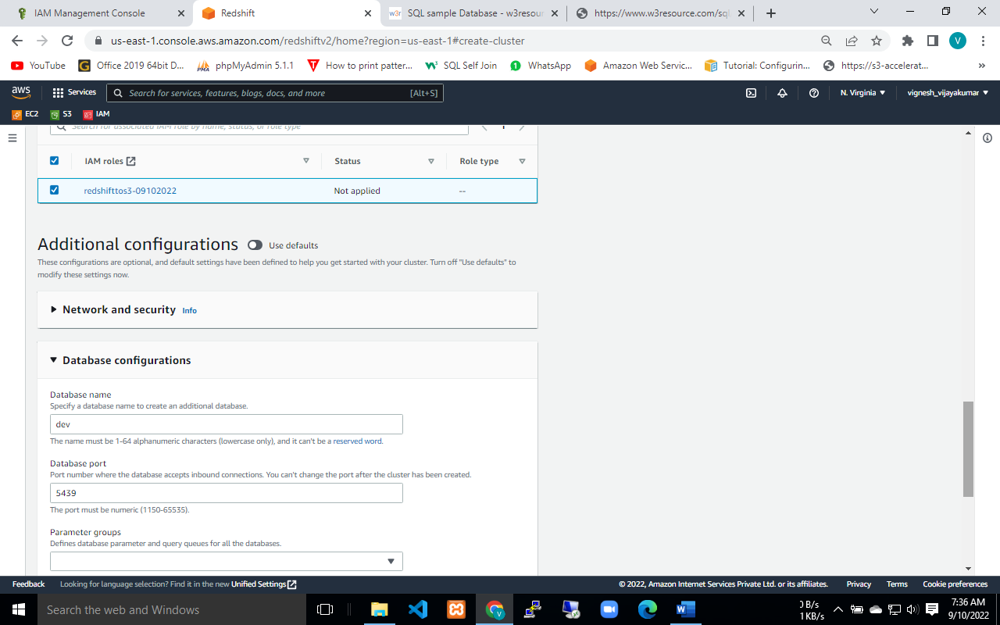 IAM Management Console
Redshift
SQL sample Database - w3resour
https://www.w3resource.com/sql
us-east-1.console.aws.amazon.com/redshiftv2/home?region=us-east-1#create-cluster
V
YouTube
Office 2019 64bit D...
phpMyAdmin 5.1.1
How to print patter...
SQL Self Join
WhatsApp
Amazon Web Servic...
Tutorial: Configurin...
https://s3-accelerat...
»
aws
Services
Search for services, features, blogs, docs, and more
[Alt+S]
N. Virginia
vignesh_vijayakumar
EC2
S3
IAM
Search for associated IAM role by name, status, or role type
1
IAM roles
Status
Role type
redshifttos3-09102022
Not applied
--
Additional configurations
Use defaults
These configurations are optional, and default settings have been defined to help you get started with your cluster. Turn off "Use defaults" to
modify these settings now.
Network and security
Info
Database configurations
Database name
Specify a database name to create an additional database.
dev
The name must be 1-64 alphanumeric characters (lowercase only), and it can't be a reserved word.
Database port
Port number where the database accepts inbound connections. You can't change the port after the cluster has been created.
5439
The port must be numeric (1150-65535).
Parameter groups
Defines database parameter and query queues for all the databases.
Feedback
Looking for language selection? Find it in the new Unified Settings
© 2022, Amazon Internet Services Private Ltd. or its affiliates.
Privacy
Terms
Cookie preferences
Search the web and Windows
0 B/s
1 KB/s
7:36 AM
9/10/2022